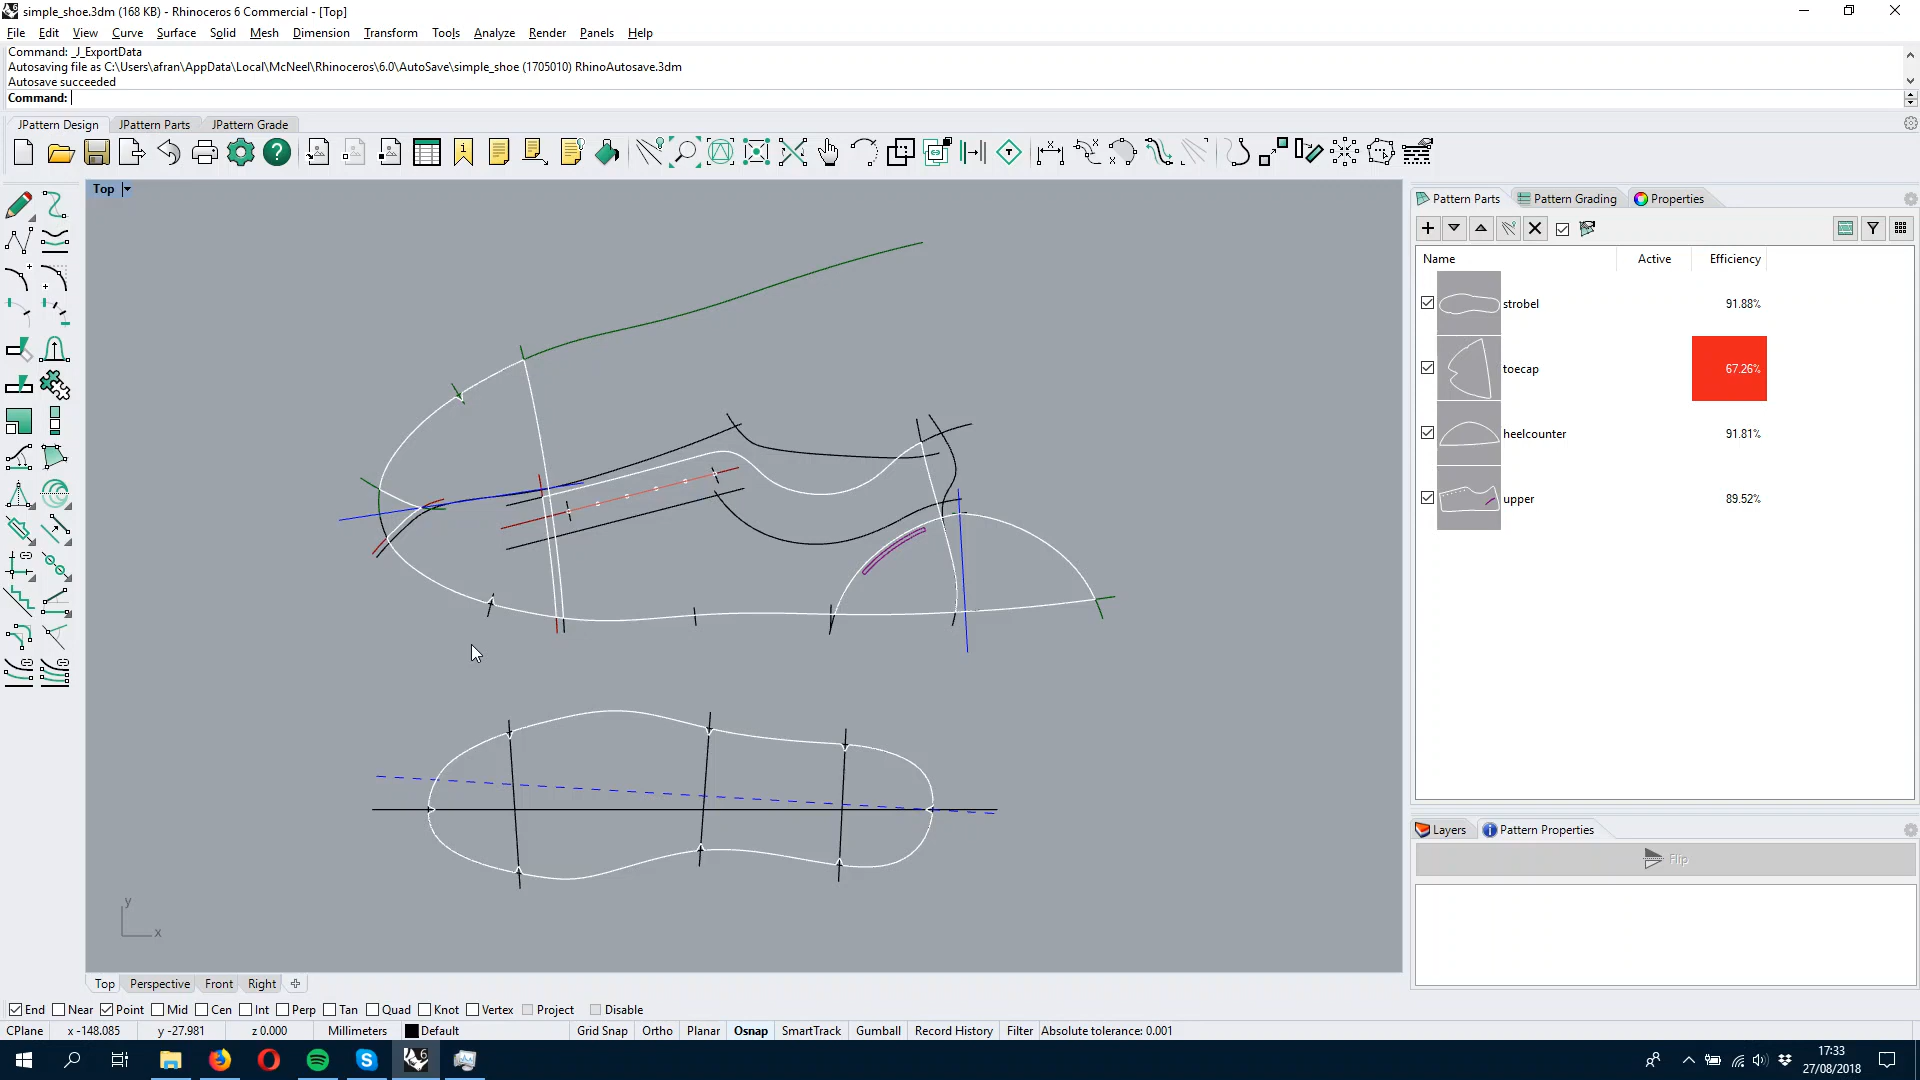 simple_shoe.3dm (168 KB) - Rhinoceros 6 Commercial - [Top]
File Edit View Curve Surface Solid Mesh Dimension Transform Tools Analyze Render Panels Help
Command: _J_ExportData
Autosaving file as C:\Users\afran\AppData\Local\McNeel\Rhinoceros\6.0\AutoSave\simple_shoe (1705010) RhinoAutosave.3dm
Autosave succeeded
Command:
JPattern Design JPattern Parts JPattern Grade
Top
Pattern Parts Pattern Grading Properties
Name Active Efficiency
strobel 91.88%
toecap 67.26%
heelcounter 91.81%
upper 89.52%
Layers Pattern Properties
Flip
y
x
Top Perspective Front Right
End Near Point Mid Cen Int Perp Tan Quad Knot Vertex Project Disable
CPlane x -148.085 y -27.981 z 0.000 Millimeters Default Grid Snap Ortho Planar Osnap SmartTrack Gumball Record History Filter Absolute tolerance: 0.001
17:33
27/08/2018